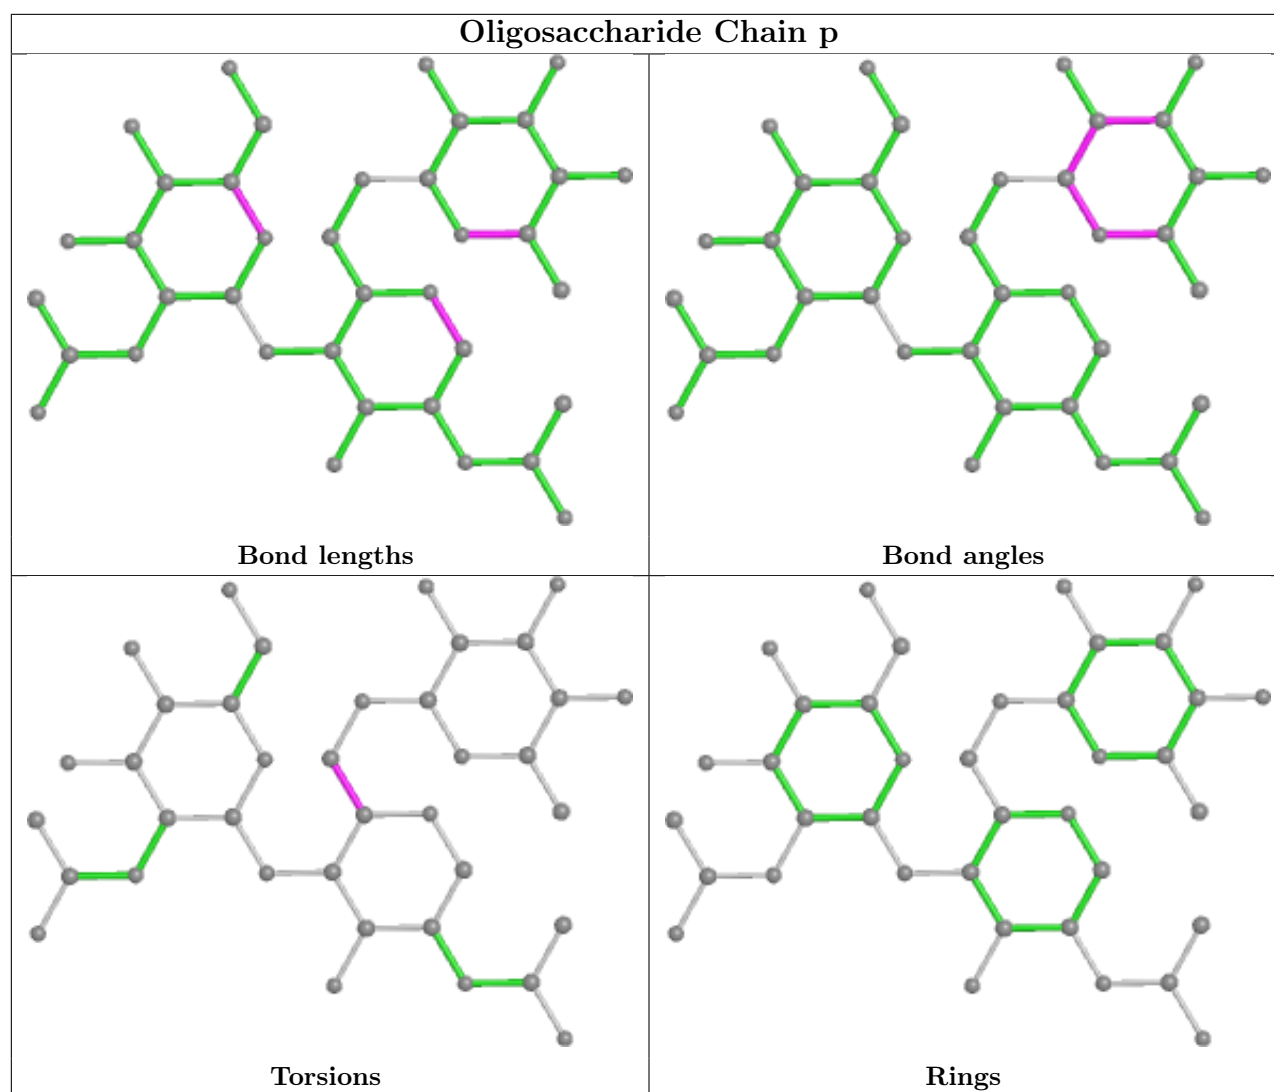 Oligosaccharide Chain p
Bond lengths
Bond angles
Torsions
Rings